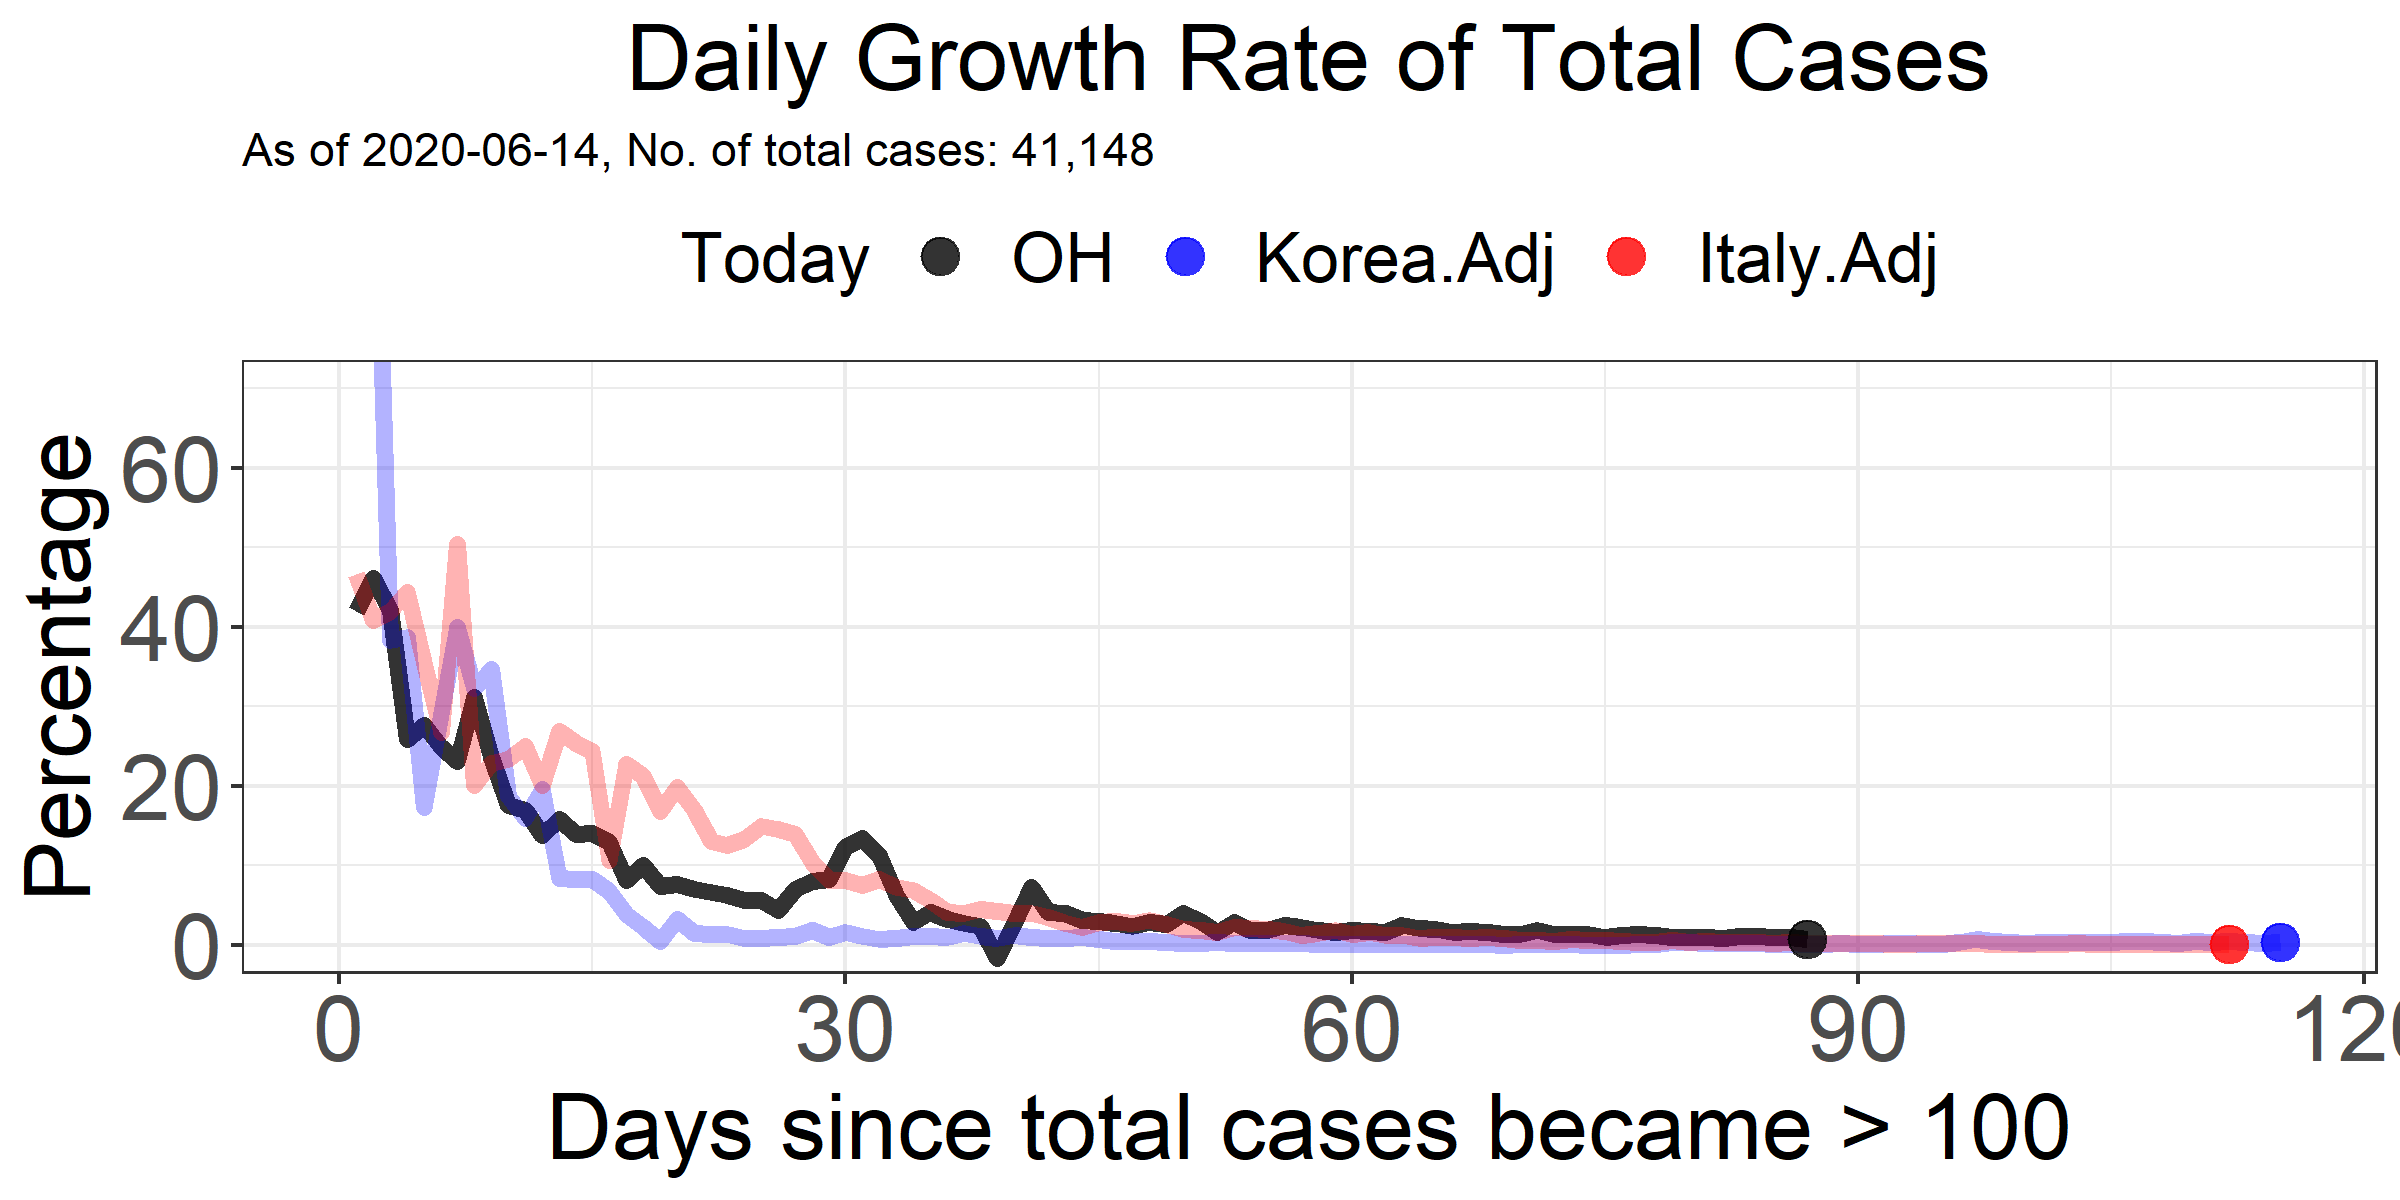 Daily Growth Rate of Total Cases
As of 2020-06-14, No. of total cases: 41,148
Today OH Korea.Adj Italy.Adj
Percentage
60
40
20
0
0 30 60 90 120
Days since total cases became > 100